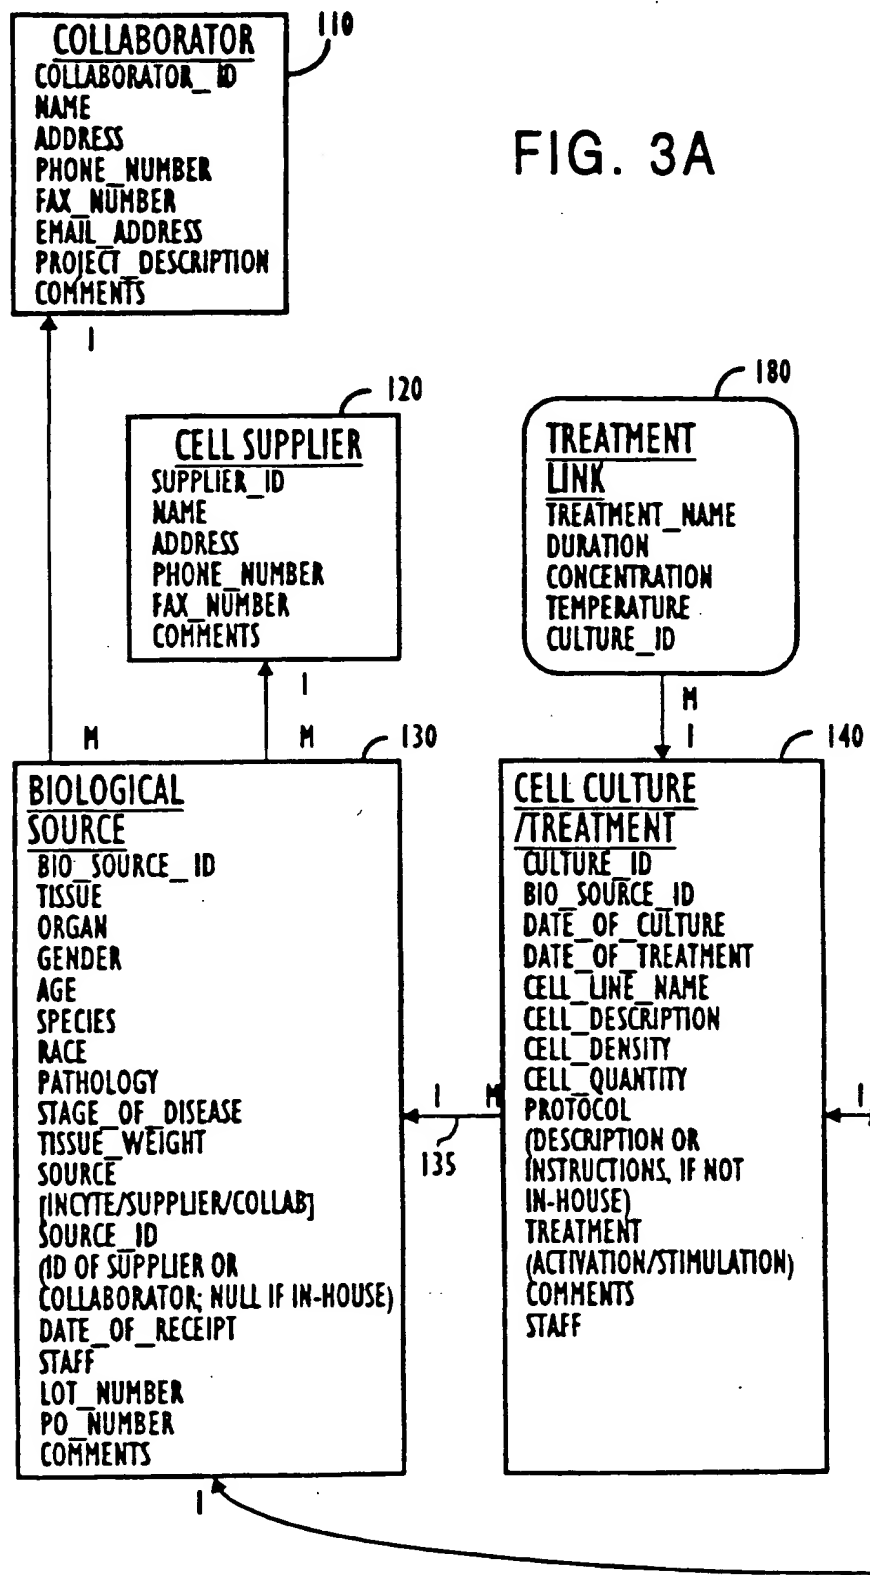 110
COLLABORATOR
COLLABORATOR_ID
NAME
ADDRESS
PHONE_NUMBER
FAX_NUMBER
EMAIL_ADDRESS
PROJECT_DESCRIPTION
COMMENTS
FIG. 3A
1
120
CELL SUPPLIER
SUPPLIER_ID
NAME
ADDRESS
PHONE_NUMBER
FAX_NUMBER
COMMENTS
1
180
TREATMENT
LINK
TREATMENT_NAME
DURATION
CONCENTRATION
TEMPERATURE
CULTURE_ID
M
1
M
M
130
BIOLOGICAL
SOURCE
BIO_SOURCE_ID
TISSUE
ORGAN
GENDER
AGE
SPECIES
RACE
PATHOLOGY
STAGE_OF_DISEASE
TISSUE_WEIGHT
SOURCE
[INCYTE/SUPPLIER/COLLAB]
SOURCE_ID
(ID OF SUPPLIER OR
COLLABORATOR; NULL IF IN-HOUSE)
DATE_OF_RECEIPT
STAFF
LOT_NUMBER
PO_NUMBER
COMMENTS
1
1
M
135
140
CELL CULTURE
/TREATMENT
CULTURE_ID
BIO_SOURCE_ID
DATE_OF_CULTURE
DATE_OF_TREATMENT
CELL_LINE_NAME
CELL_DESCRIPTION
CELL_DENSITY
CELL_QUANTITY
PROTOCOL
(DESCRIPTION OR
INSTRUCTIONS, IF NOT
IN-HOUSE)
TREATMENT
(ACTIVATION/STIMULATION)
COMMENTS
STAFF
1